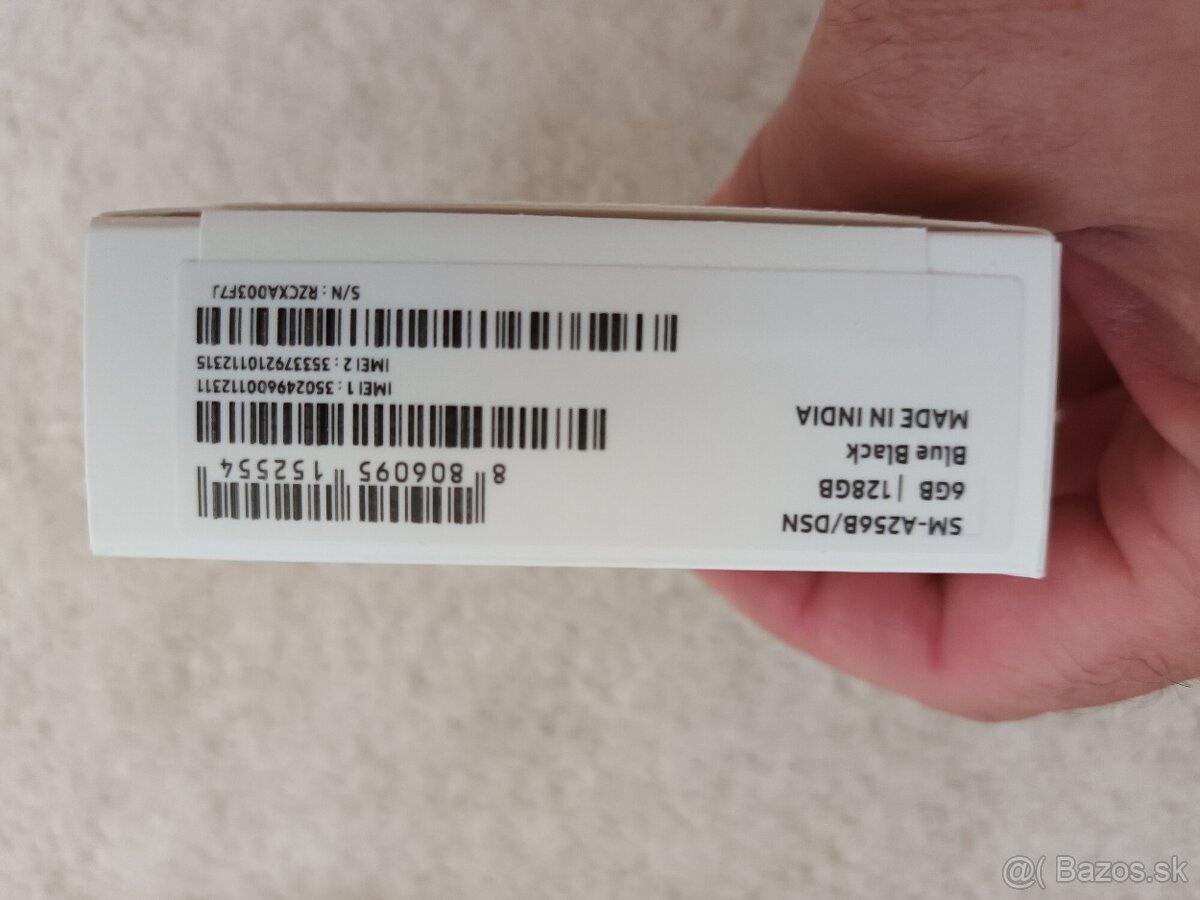 SM-A256B/DSN
6GB | 128GB
Blue Black
MADE IN INDIA
8 806095 152554
IMEI 1 : 350249600112311
IMEI 2 : 353379210112315
S/N : RZCXAD03F7J
@( Bazos.sk